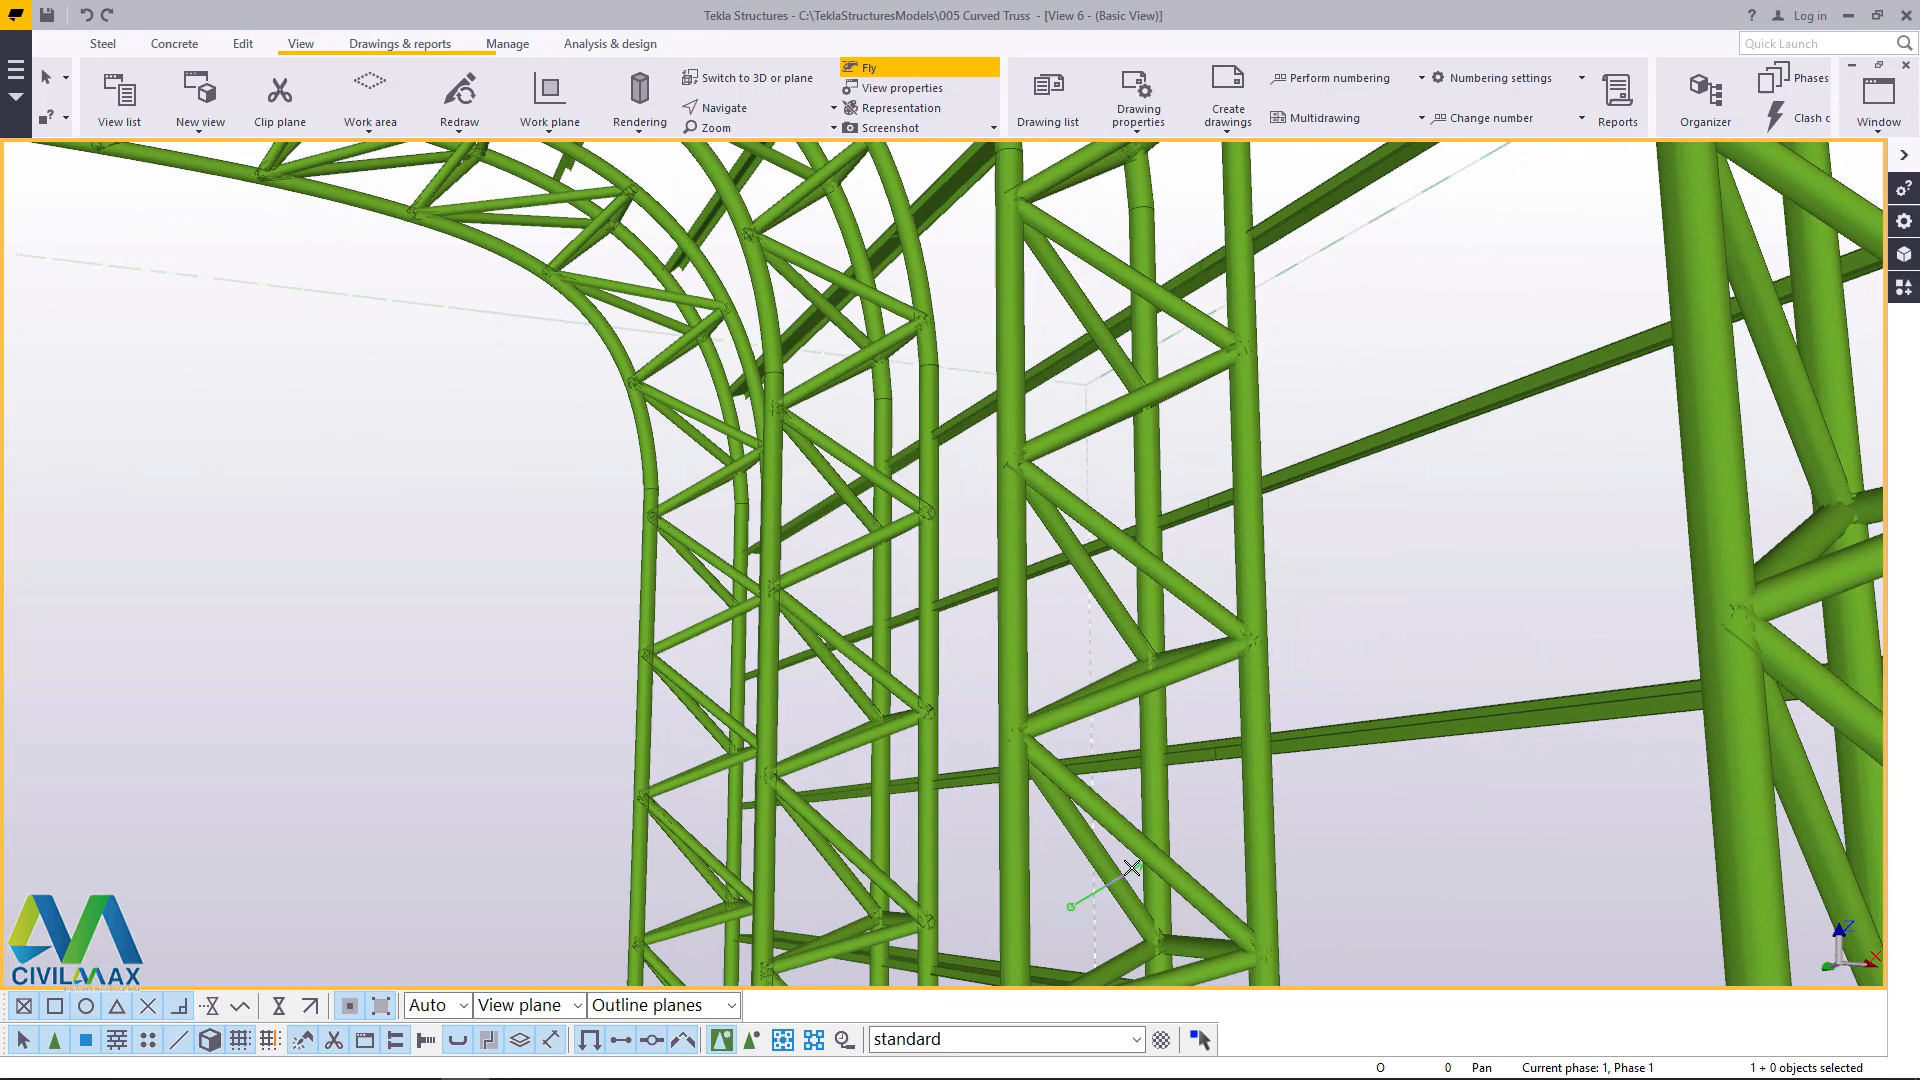 Tekla Structures - C:\TeklaStructuresModels\005 Curved Truss - [View 6 - (Basic View)]
? Log in
Steel Concrete Edit View Drawings & reports Manage Analysis & design
Quick Launch
Switch to 3D or plane
Navigate
Zoom
Fly
View properties
Representation
Screenshot
Perform numbering
Numbering settings
Multidrawing
Change number
Phases
Clash c
View list
New view
Clip plane
Work area
Redraw
Work plane
Rendering
Drawing list
Drawing properties
Create drawings
Reports
Organizer
Window
Z
X
CIVILMAX
Auto
View plane
Outline planes
standard
O 0 Pan Current phase: 1, Phase 1 1 + 0 objects selected